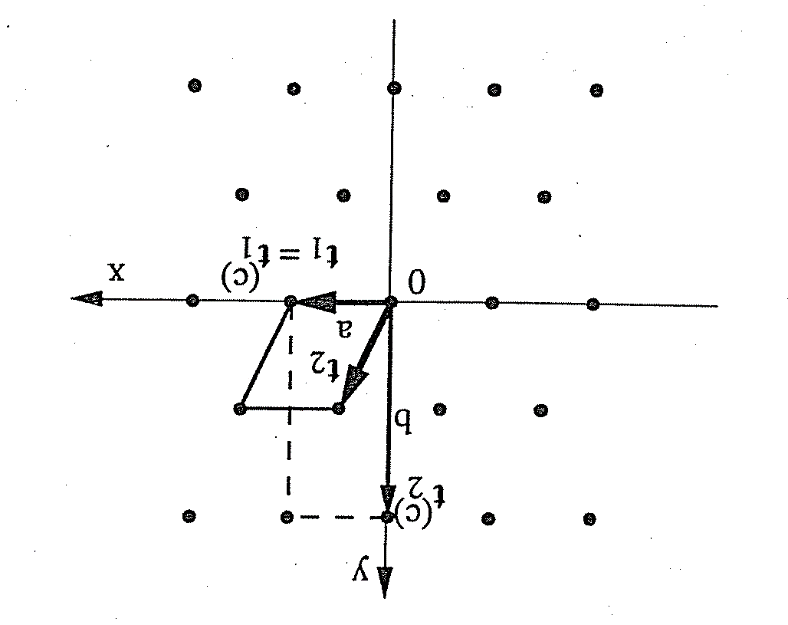 y
t₂⁽ᶜ⁾
b
t₂
a
0
x
t₁ = t₁⁽ᶜ⁾